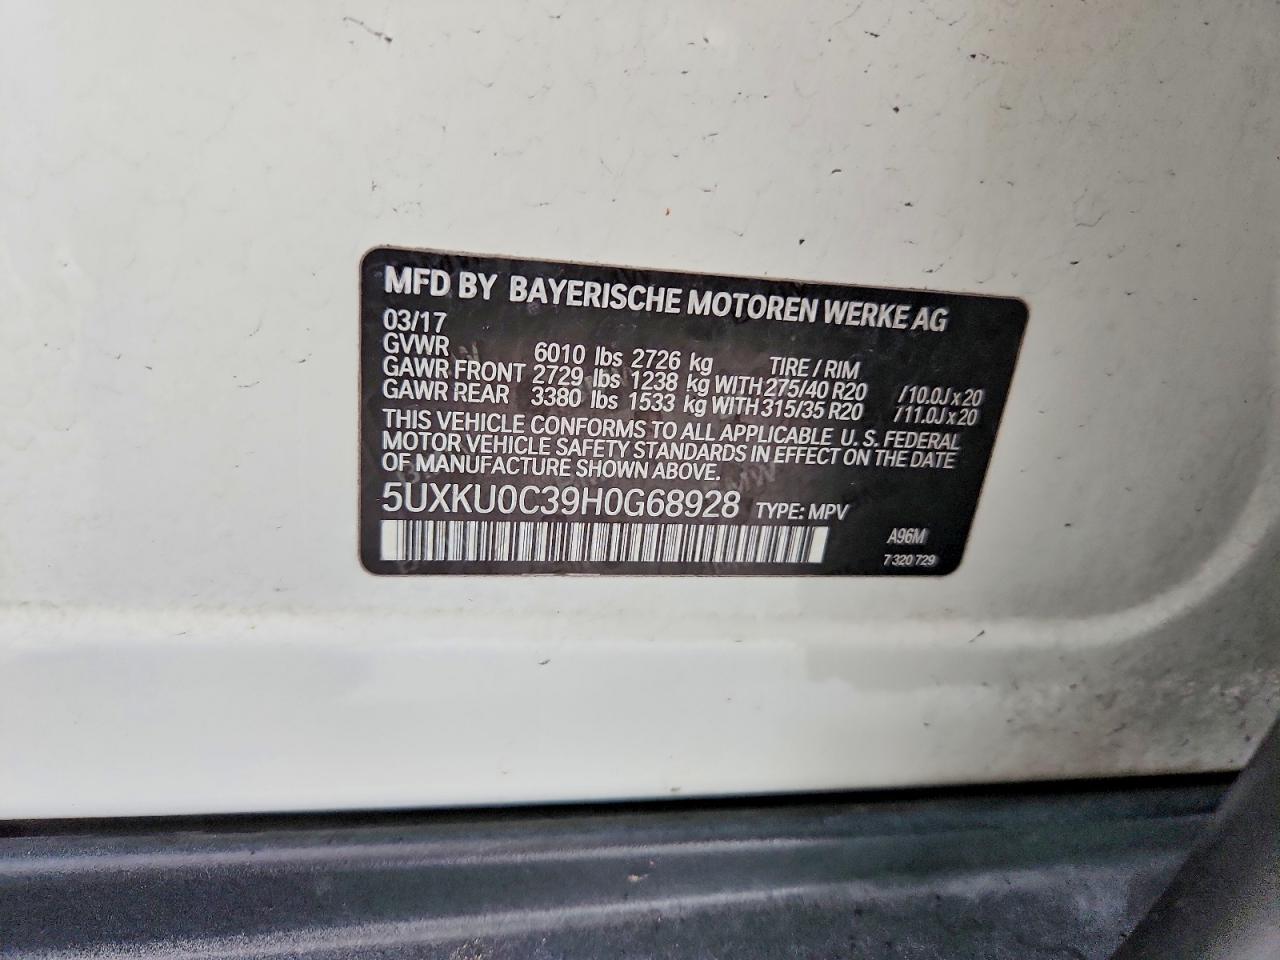 MFD BY BAYERISCHE MOTOREN WERKE AG
03/17
GVWR 6010 lbs 2726 kg TIRE / RIM
GAWR FRONT 2729 lbs 1238 kg WITH 275/40 R20 /10.0J x 20
GAWR REAR 3380 lbs 1533 kg WITH 315/35 R20 /11.0J x 20
THIS VEHICLE CONFORMS TO ALL APPLICABLE U. S. FEDERAL
MOTOR VEHICLE SAFETY STANDARDS IN EFFECT ON THE DATE
OF MANUFACTURE SHOWN ABOVE.
5UXKU0C39H0G68928 TYPE: MPV
A96M
7 320 729